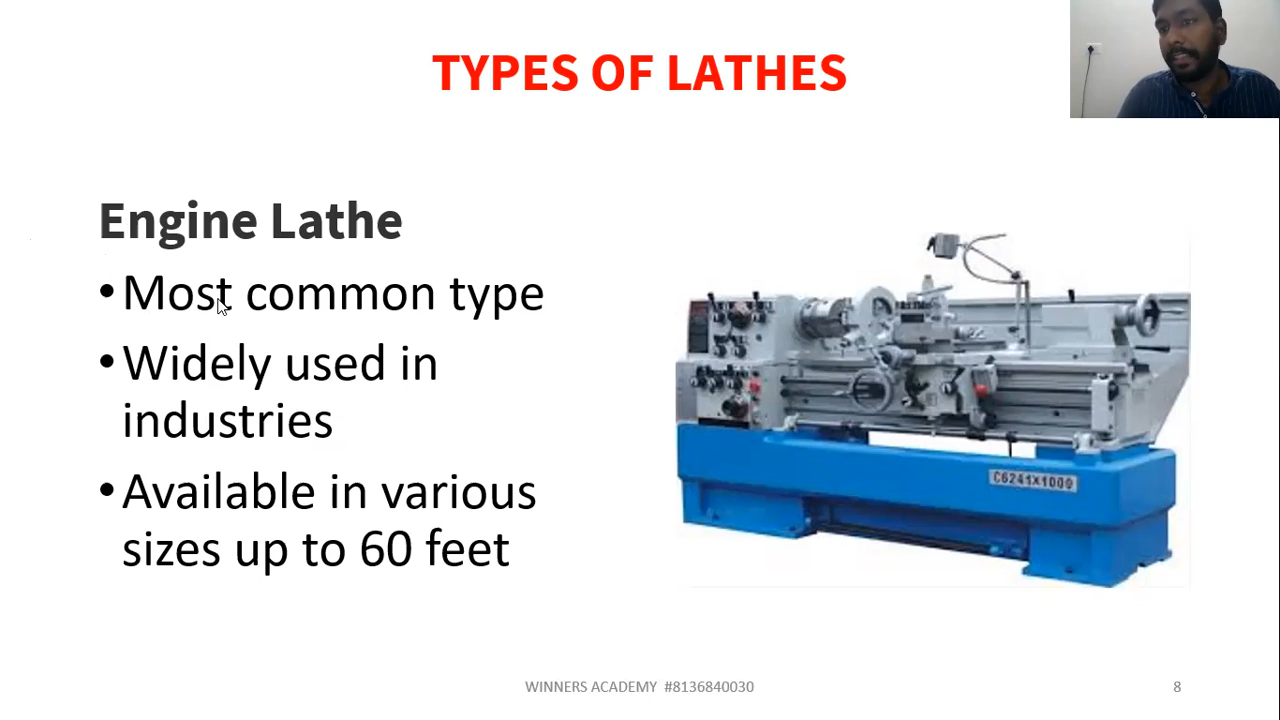 TYPES OF LATHES
Engine Lathe
• Most common type
• Widely used in
industries
• Available in various
sizes up to 60 feet
C6241X1000
WINNERS ACADEMY #8136840030
8